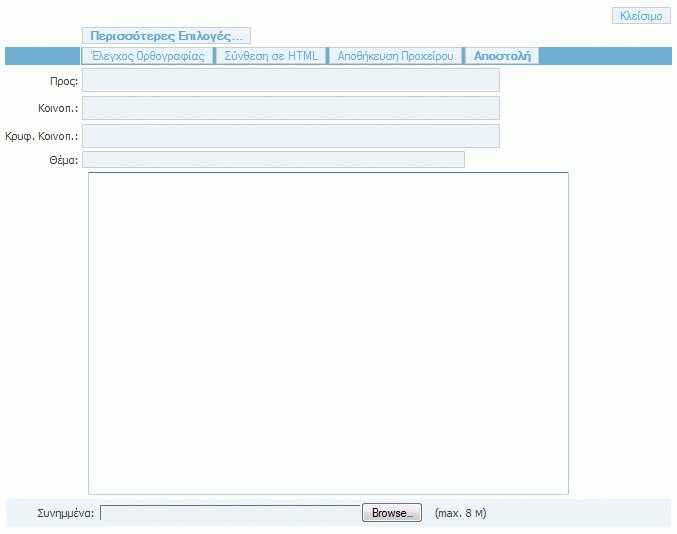 Κλείσιμο
Περισσότερες Επιλογές...
Έλεγχος Ορθογραφίας Σύνθεση σε HTML Αποθήκευση Προχείρου Αποστολή
Προς:
Κοινοπ.:
Κρυφ. Κοινοπ.:
Θέμα:
Συνημμένα: Browse... (max. 8 M)